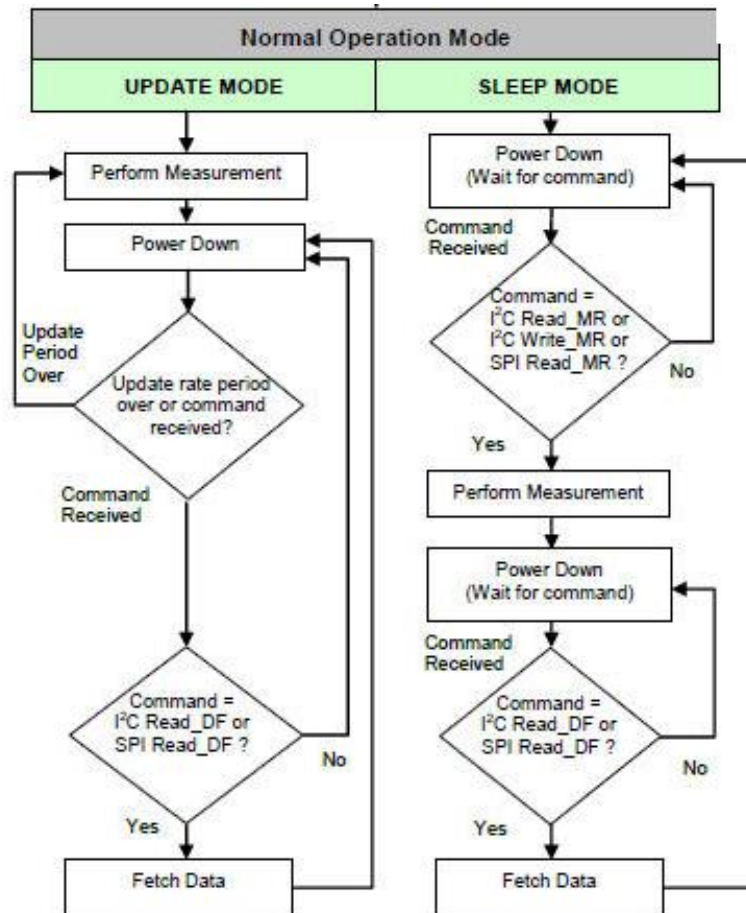 Normal Operation Mode
UPDATE MODE
SLEEP MODE
Perform Measurement
Power Down
Update
Period
Over
Update rate period
over or command
received?
Command
Received
Command =
I²C Read_DF or
SPI Read_DF ?
No
Yes
Fetch Data
Power Down
(Wait for command)
Command
Received
Command =
I²C Read_MR or
I²C Write_MR or
SPI Read_MR ?
No
Yes
Perform Measurement
Power Down
(Wait for command)
Command
Received
Command =
I²C Read_DF or
SPI Read_DF ?
No
Yes
Fetch Data